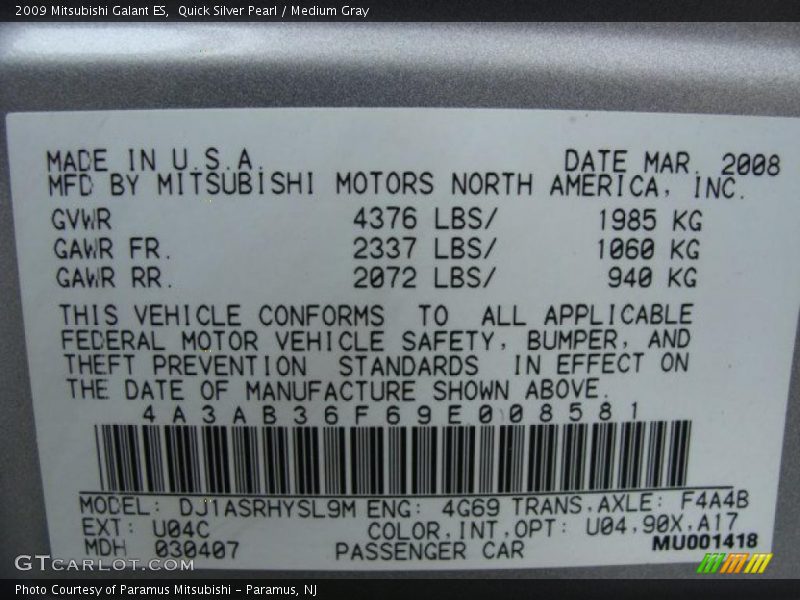 2009 Mitsubishi Galant ES, Quick Silver Pearl / Medium Gray
MADE IN U.S.A. DATE MAR. 2008
MFD BY MITSUBISHI MOTORS NORTH AMERICA, INC.
GVWR 4376 LBS/ 1985 KG
GAWR FR. 2337 LBS/ 1060 KG
GAWR RR. 2072 LBS/ 940 KG
THIS VEHICLE CONFORMS TO ALL APPLICABLE
FEDERAL MOTOR VEHICLE SAFETY, BUMPER, AND
THEFT PREVENTION STANDARDS IN EFFECT ON
THE DATE OF MANUFACTURE SHOWN ABOVE.
4A3AB36F69E008581
MODEL: DJ1ASRHYSL9M ENG: 4G69 TRANS.AXLE: F4A4B
EXT: U04C COLOR.INT.OPT: U04.90X.A17
MDH 030407 PASSENGER CAR MU001418
GTCARLOT.COM
Photo Courtesy of Paramus Mitsubishi - Paramus, NJ